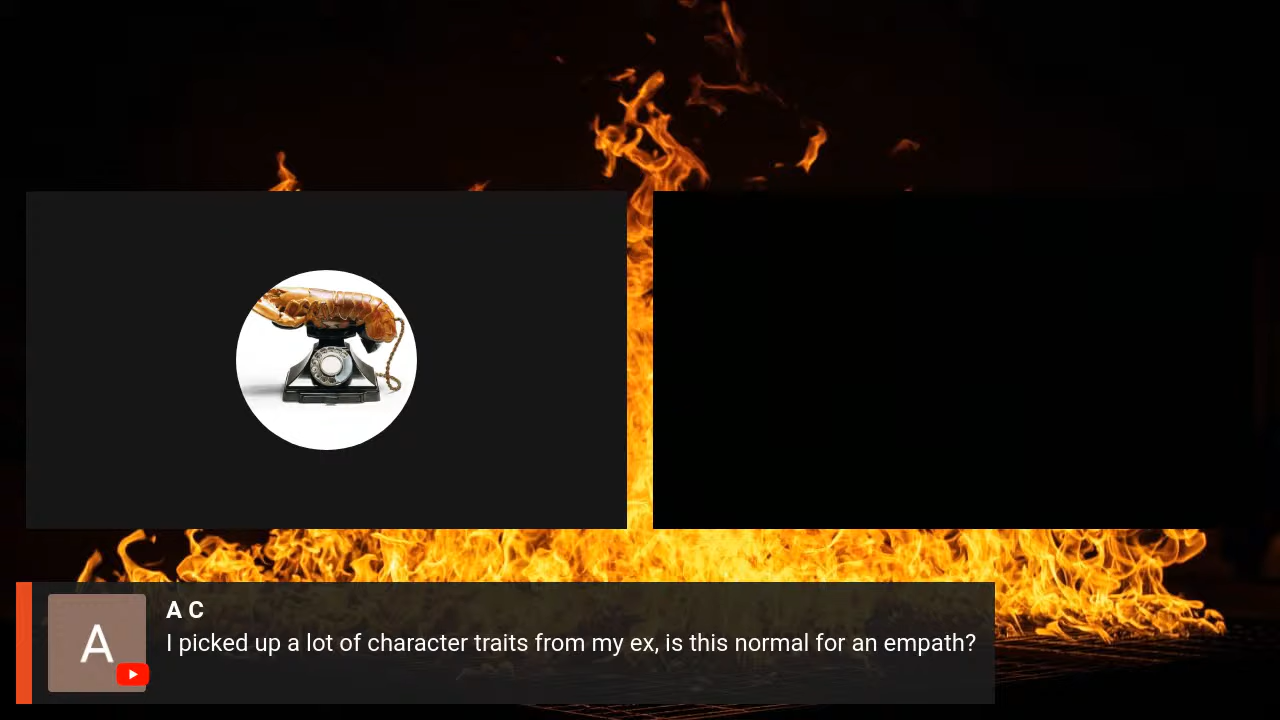 A C
I picked up a lot of character traits from my ex, is this normal for an empath?
A